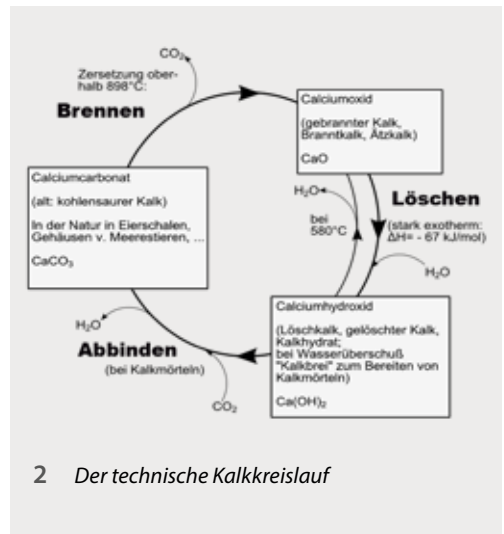 CO₂
Zersetzung ober-
halb 898°C:
Brennen
Calciumoxid
(gebrannter Kalk,
Branntkalk, Ätzkalk)
CaO
Calciumcarbonat
(alt: kohlensaurer Kalk)
In der Natur in Eierschalen,
Gehäusen v. Meerestieren, ...
CaCO₃
H₂O
bei
580°C
Löschen
(stark exotherm:
ΔH= - 67 kJ/mol)
H₂O
Calciumhydroxid
(Löschkalk, gelöschter Kalk,
Kalkhydrat;
bei Wasserüberschuß
"Kalkbrei" zum Bereiten von
Kalkmörteln)
Ca(OH)₂
H₂O
Abbinden
(bei Kalkmörteln)
CO₂
2 Der technische Kalkkreislauf